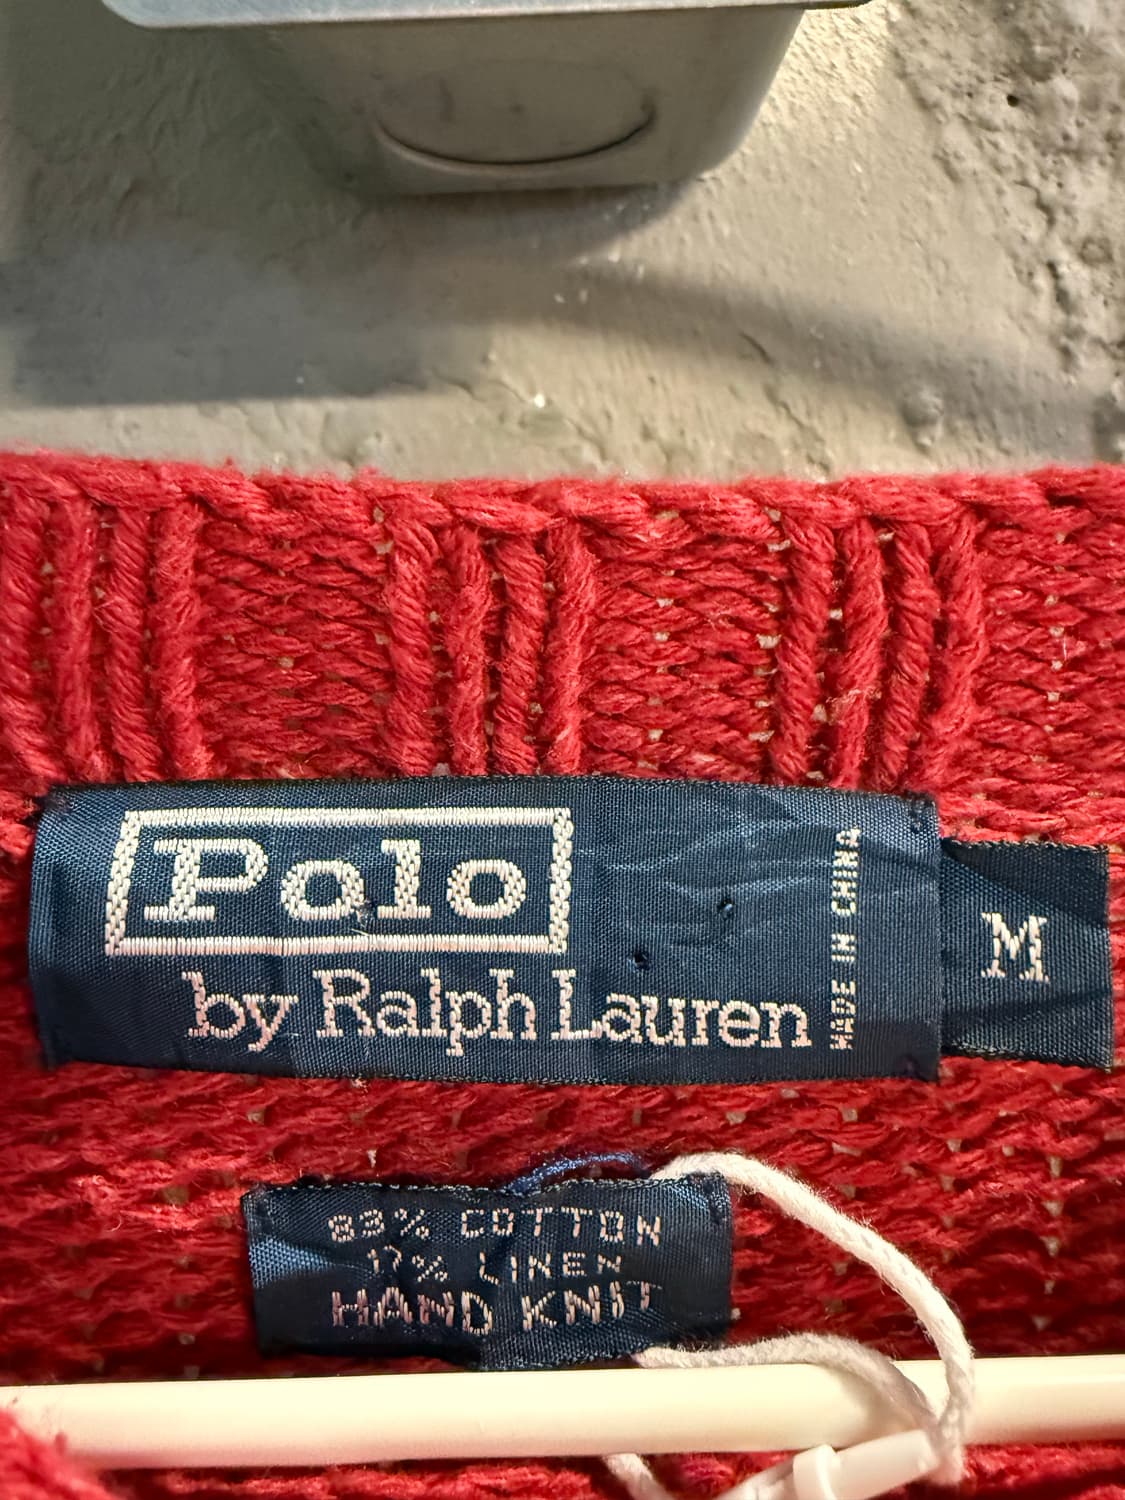 Polo
by Ralph Lauren
MADE IN CHINA
M
83% COTTON
17% LINEN
HAND KNIT